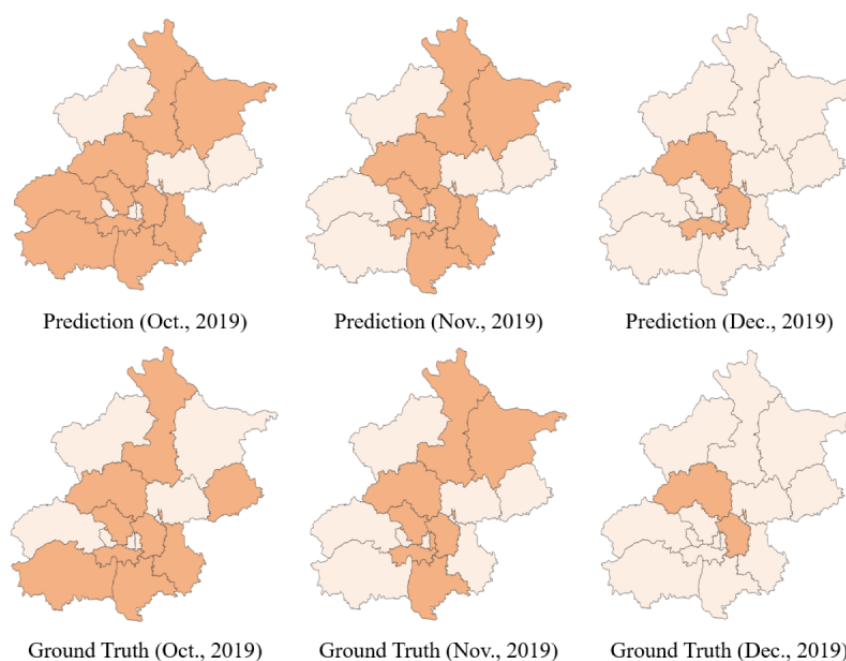 Prediction (Oct., 2019)
Prediction (Nov., 2019)
Prediction (Dec., 2019)
Ground Truth (Oct., 2019)
Ground Truth (Nov., 2019)
Ground Truth (Dec., 2019)